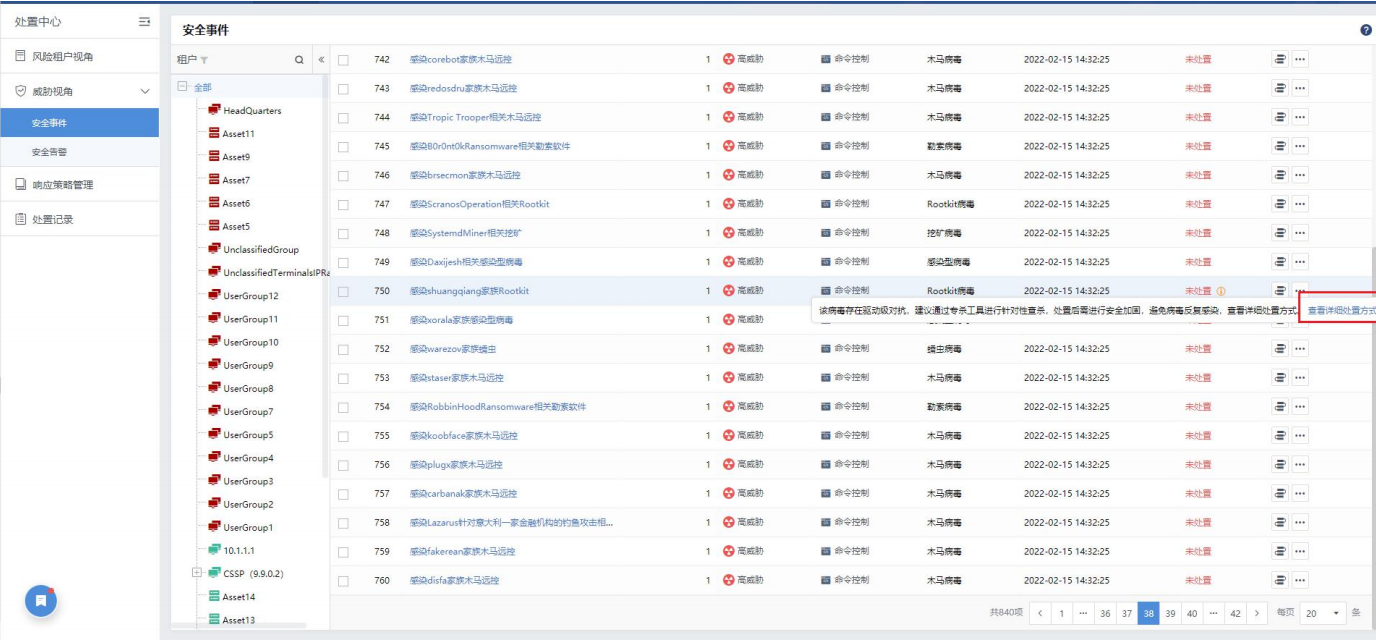 处置中心
风险租户视角
威胁视角
安全事件
安全告警
响应策略管理
处置记录
安全事件
租户
全部
HeadQuarters
Asset11
Asset9
Asset7
Asset6
Asset5
UnclassifiedGroup
UnclassifiedTerminalsIPRa
UserGroup12
UserGroup11
UserGroup10
UserGroup9
UserGroup8
UserGroup7
UserGroup5
UserGroup4
UserGroup3
UserGroup2
UserGroup1
10.1.1.1
CSSP (9.9.0.2)
Asset14
Asset13
742 感染corebot家族木马远控 1 高威胁 命令控制 木马病毒 2022-02-15 14:32:25 未处置
743 感染redosdru家族木马远控 1 高威胁 命令控制 木马病毒 2022-02-15 14:32:25 未处置
744 感染Tropic Trooper相关木马远控 1 高威胁 命令控制 木马病毒 2022-02-15 14:32:25 未处置
745 感染B0r0nt0kRansomware相关勒索软件 1 高威胁 命令控制 勒索病毒 2022-02-15 14:32:25 未处置
746 感染brsecmon家族木马远控 1 高威胁 命令控制 木马病毒 2022-02-15 14:32:25 未处置
747 感染ScranosOperation相关Rootkit 1 高威胁 命令控制 Rootkit病毒 2022-02-15 14:32:25 未处置
748 感染SystemdMiner相关挖矿 1 高威胁 命令控制 挖矿病毒 2022-02-15 14:32:25 未处置
749 感染Daxijesh相关感染型病毒 1 高威胁 命令控制 感染型病毒 2022-02-15 14:32:25 未处置
750 感染shuangqiang家族Rootkit 1 高威胁 命令控制 Rootkit病毒 2022-02-15 14:32:25 未处置
该病毒存在驱动级对抗，建议通过专杀工具进行针对性查杀，处置后需进行安全加固，避免病毒反复感染，查看详细处置方式。 查看详细处置方式
751 感染xorala家族感染型病毒 1 高威胁
752 感染warezov家族蠕虫 1 高威胁 命令控制 蠕虫病毒 2022-02-15 14:32:25 未处置
753 感染staser家族木马远控 1 高威胁 命令控制 木马病毒 2022-02-15 14:32:25 未处置
754 感染RobbinHoodRansomware相关勒索软件 1 高威胁 命令控制 勒索病毒 2022-02-15 14:32:25 未处置
755 感染koobface家族木马远控 1 高威胁 命令控制 木马病毒 2022-02-15 14:32:25 未处置
756 感染plugx家族木马远控 1 高威胁 命令控制 木马病毒 2022-02-15 14:32:25 未处置
757 感染carbanak家族木马远控 1 高威胁 命令控制 木马病毒 2022-02-15 14:32:25 未处置
758 感染Lazarus针对意大利一家金融机构的钓鱼攻击相... 1 高威胁 命令控制 木马病毒 2022-02-15 14:32:25 未处置
759 感染fakerean家族木马远控 1 高威胁 命令控制 木马病毒 2022-02-15 14:32:25 未处置
760 感染disfa家族木马远控 1 高威胁 命令控制 木马病毒 2022-02-15 14:32:25 未处置
共840项 < 1 ... 36 37 38 39 40 ... 42 > 每页 20 条